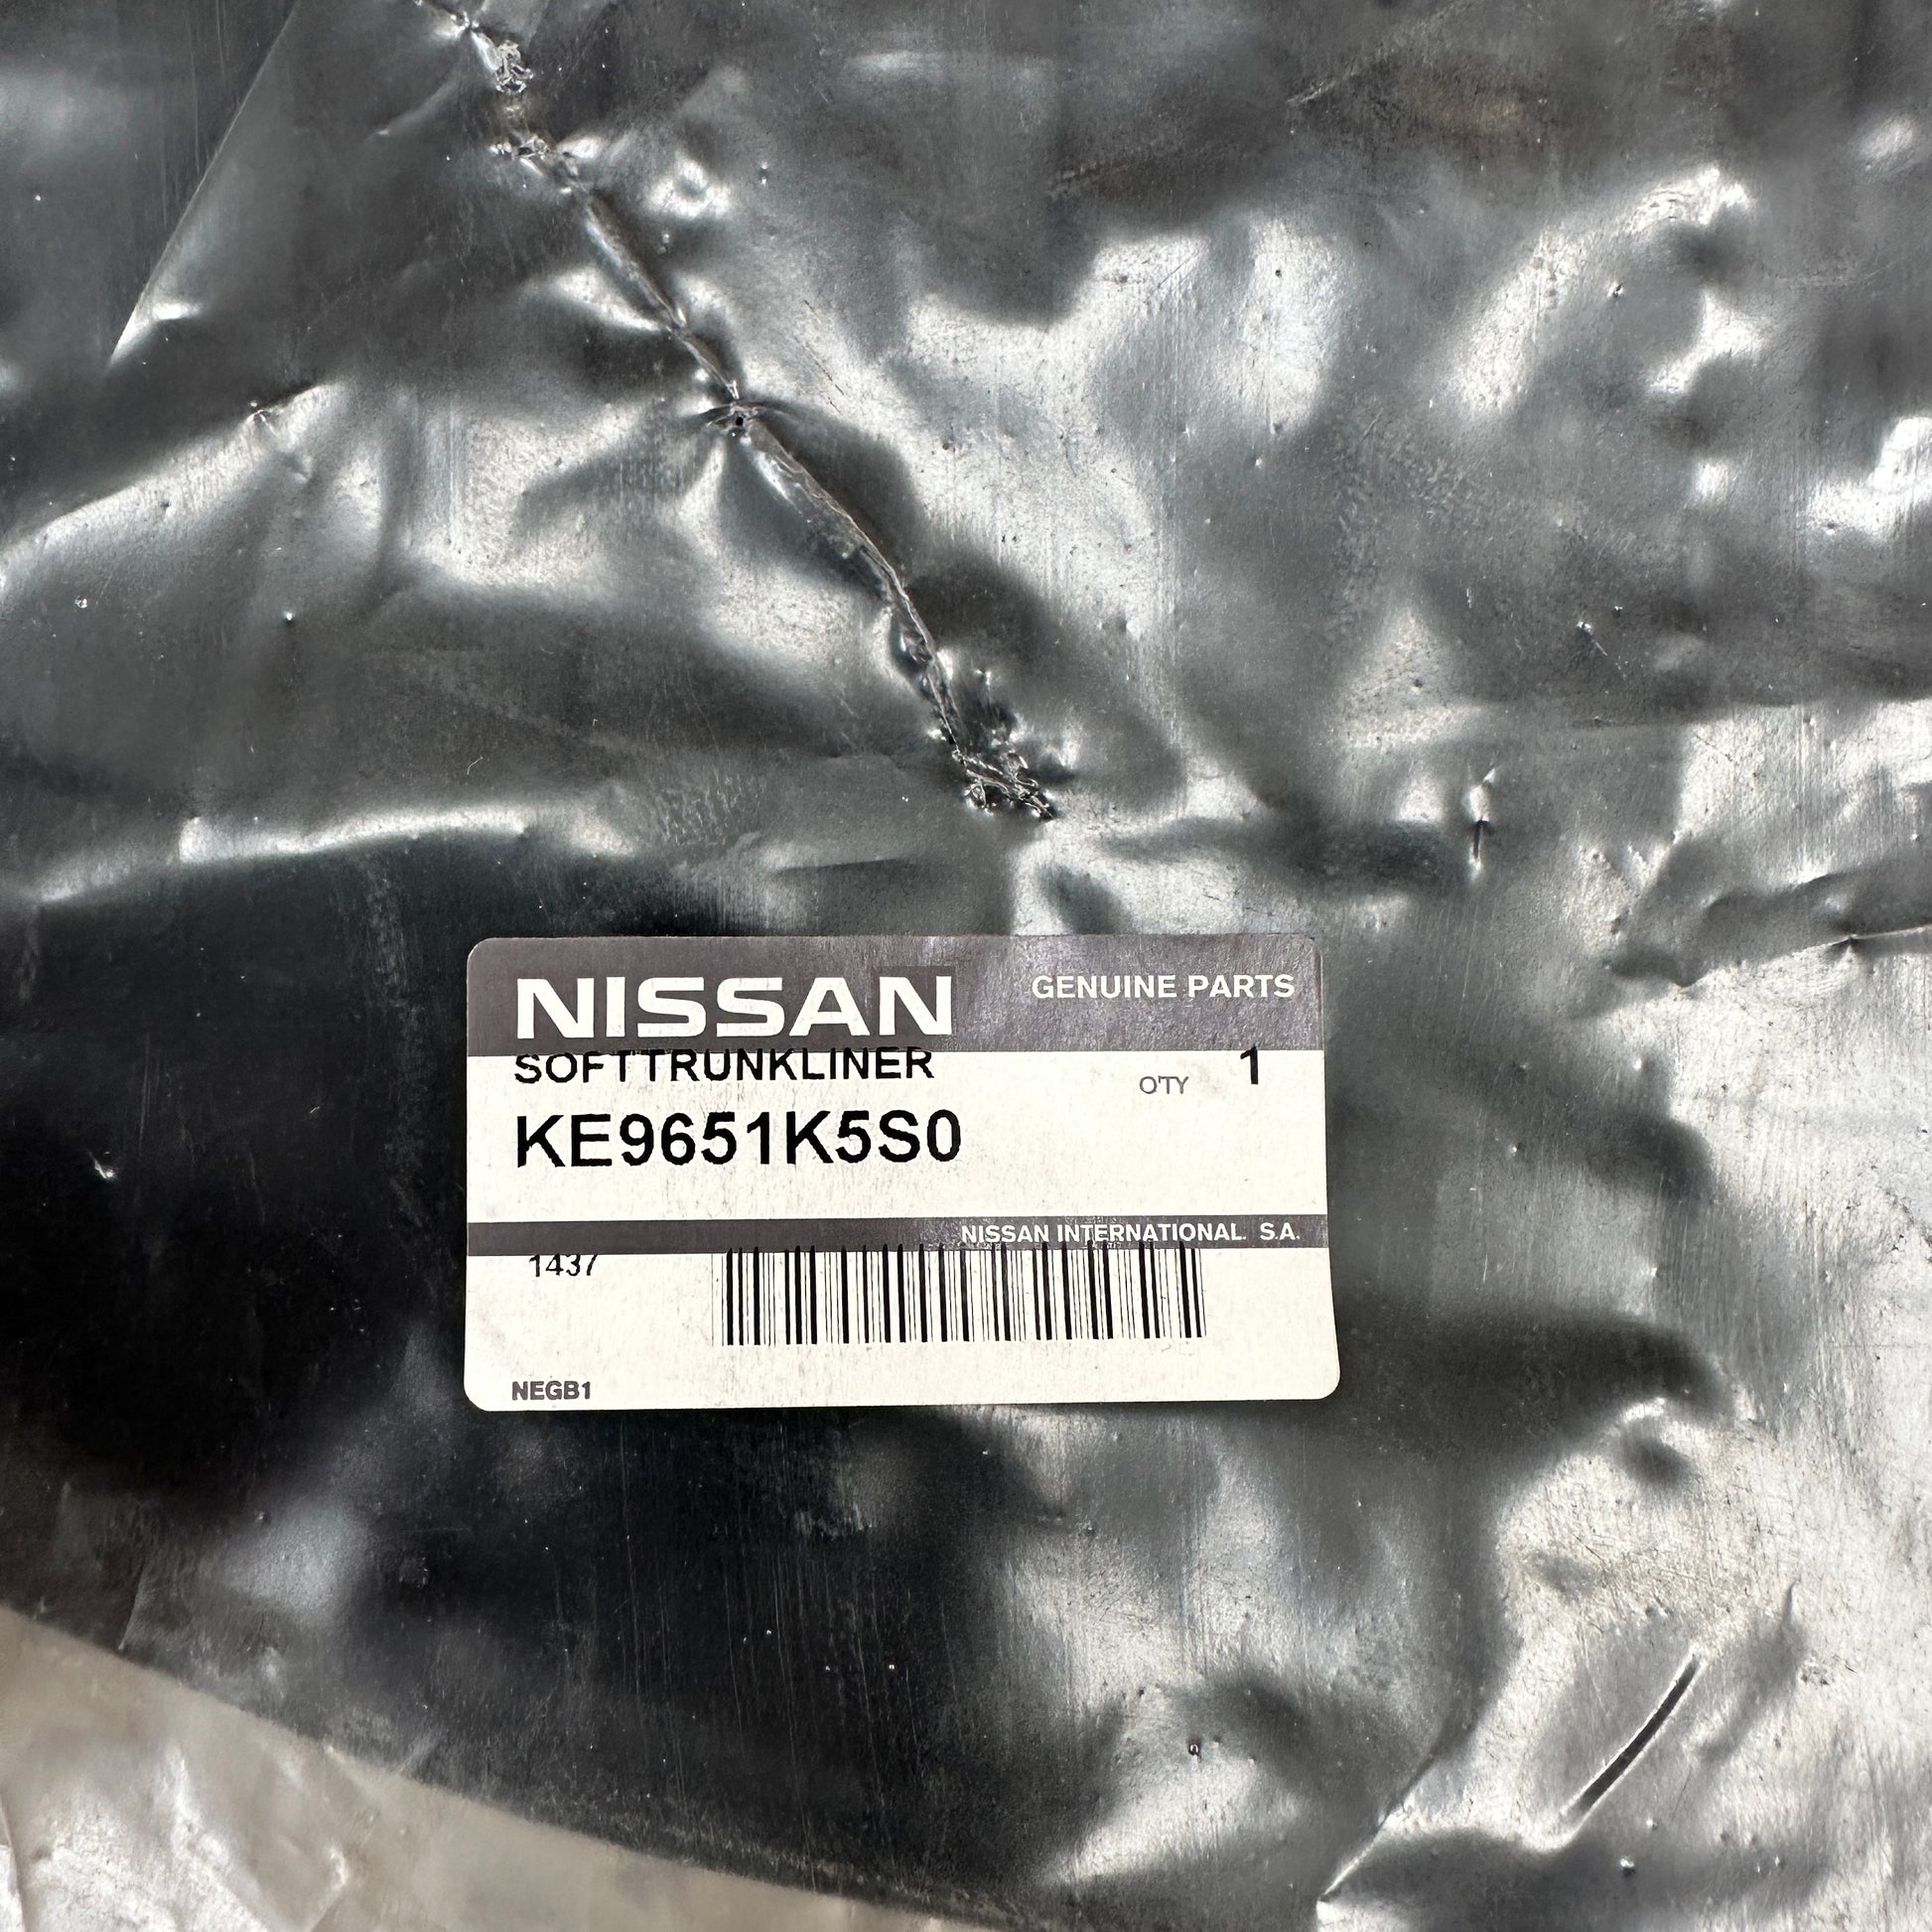 NISSAN GENUINE PARTS
SOFTTRUNKLINER
Q'TY 1
KE9651K5S0
NISSAN INTERNATIONAL. S.A.
1437
NEGB1